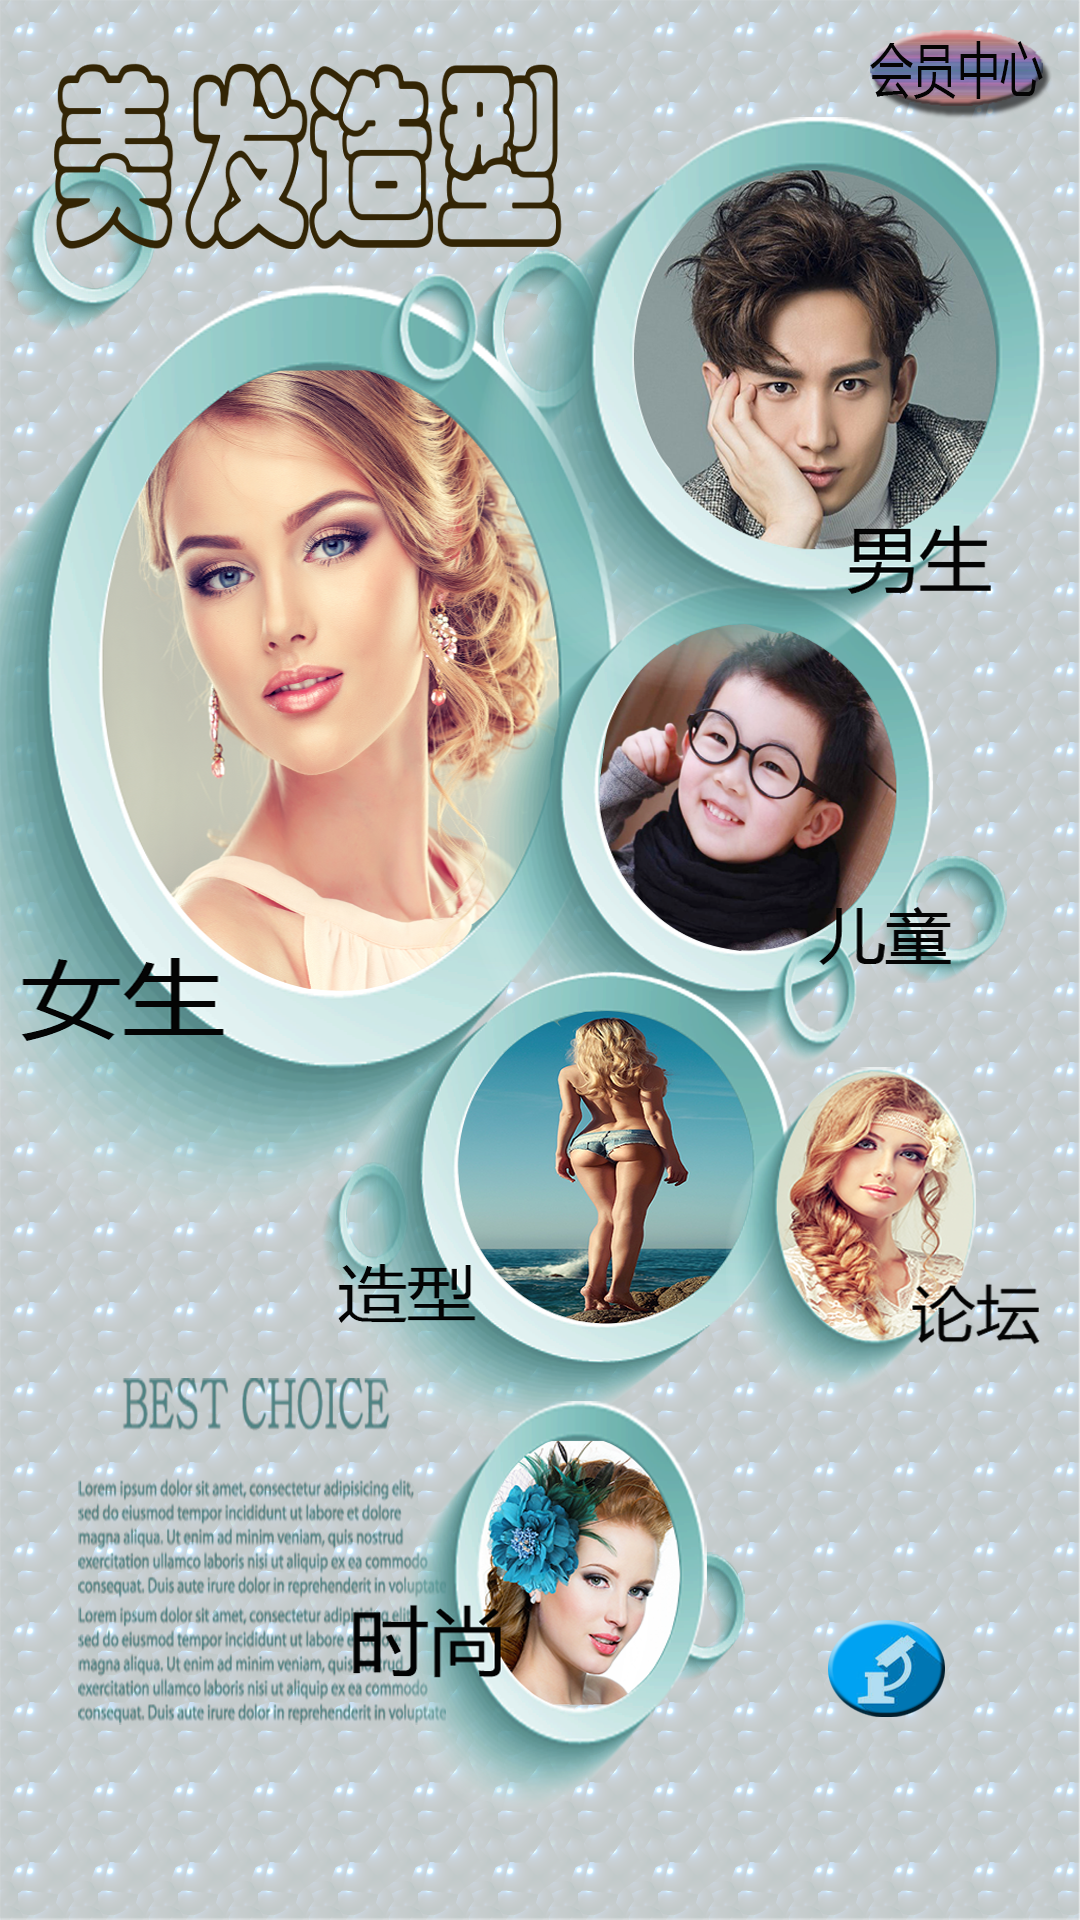 会员中心
美发造型
男生
儿童
女生
造型
论坛
BEST CHOICE
Lorem ipsum dolor sit amet, consectetur adipisicing elit,
sed do eiusmod tempor incididunt ut labore et dolore
magna aliqua. Ut enim ad minim veniam, quis nostrud
exercitation ullamco laboris nisi ut aliquip ex ea commodo
consequat. Duis aute irure dolor in reprehenderit in voluptate
Lorem ipsum dolor sit amet, consectetur adipisicing elit,
sed do eiusmod tempor incididunt ut labore et dolore
magna aliqua. Ut enim ad minim veniam, quis nostrud
exercitation ullamco laboris nisi ut aliquip ex ea commodo
consequat. Duis aute irure dolor in reprehenderit in voluptate
时尚